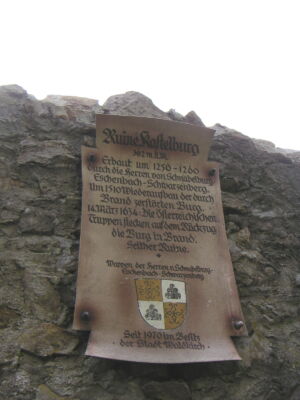 Ruine Kastelburg
Erbaut um 1250-1260
durch die Herren von Schnabelburg
Eschenbach-Schwarzenberg.
Um 1510 Wiederaufbau der durch
Brand zerstörten Burg.
14. März 1634. Die Österreichischen
Truppen stecken auf dem Rückzug
die Burg in Brand.
Seither Ruine.
Wappen der Herren v. Schnabelburg-
Eschenbach-Schwarzenberg
Seit 1970 im Besitz
der Stadt Waldkirch